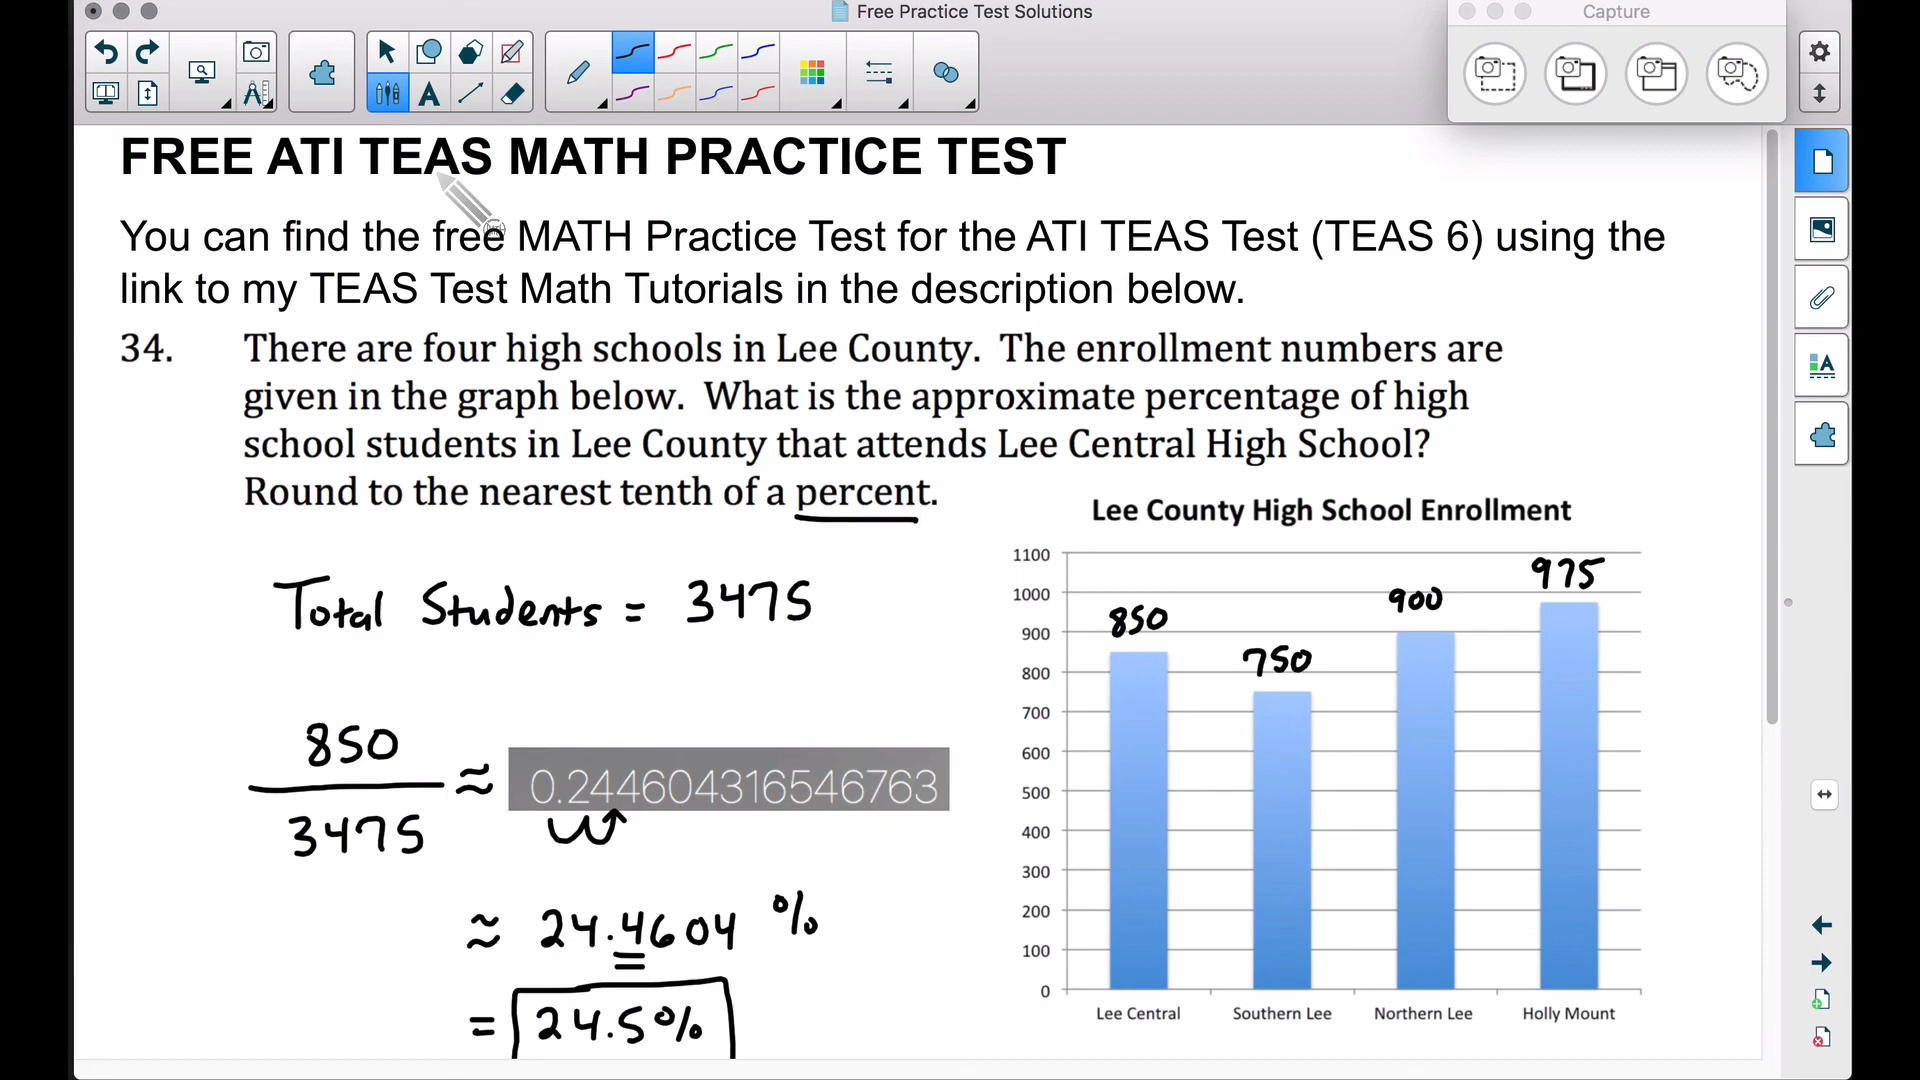 Free Practice Test Solutions
Capture
FREE ATI TEAS MATH PRACTICE TEST
You can find the free MATH Practice Test for the ATI TEAS Test (TEAS 6) using the
link to my TEAS Test Math Tutorials in the description below.
34. There are four high schools in Lee County. The enrollment numbers are
given in the graph below. What is the approximate percentage of high
school students in Lee County that attends Lee Central High School?
Round to the nearest tenth of a percent.
Total Students = 3475
850
3475
≈ 0.244604316546763
≈ 24.4604 %
= 24.5%
Lee County High School Enrollment
1100
1000
900
800
700
600
500
400
300
200
100
0
850
750
900
975
Lee Central Southern Lee Northern Lee Holly Mount